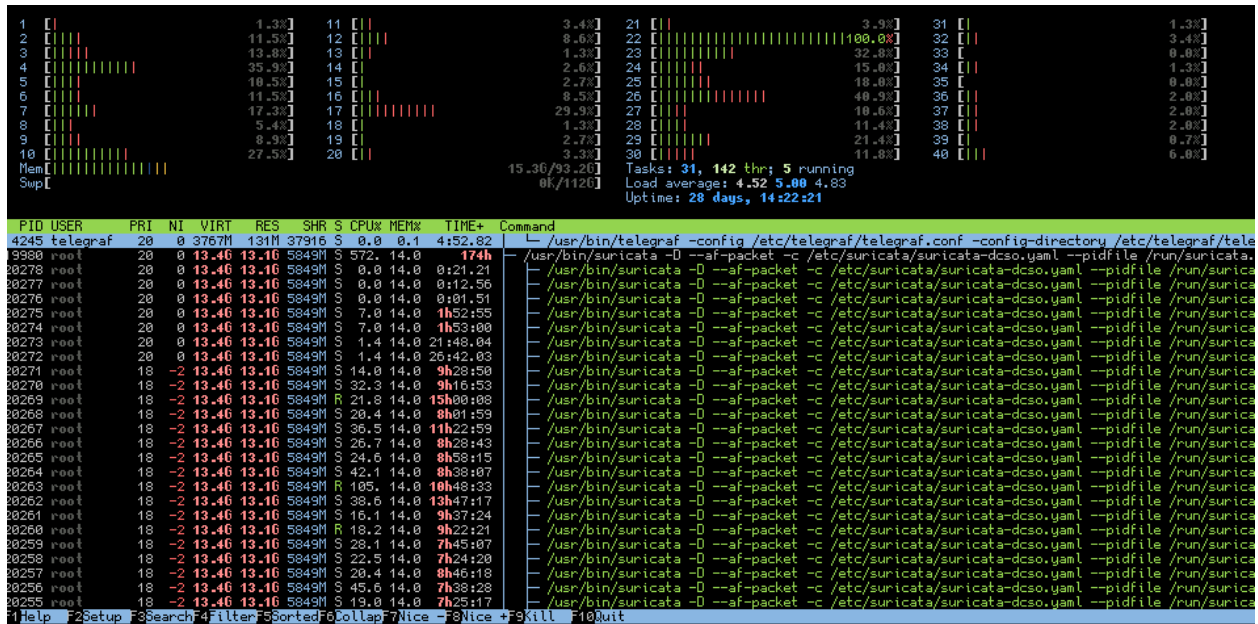 1 [| 1.3%] 11 [|| 3.4%] 21 [|| 3.9%] 31 [| 1.3%]
2 [|||| 11.5%] 12 [|||| 8.6%] 22 [||||||||||||||||||||||||100.0%] 32 [|| 3.4%]
3 [||||| 13.8%] 13 [|| 1.3%] 23 [|||||||||| 32.8%] 33 [ 0.0%]
4 [||||||||||| 35.9%] 14 [| 2.6%] 24 [|||||| 15.0%] 34 [|| 1.3%]
5 [|||| 10.5%] 15 [| 2.7%] 25 [||||||| 18.0%] 35 [ 0.0%]
6 [|||| 11.5%] 16 [||| 8.5%] 26 [|||||||||||||| 40.9%] 36 [|| 2.0%]
7 [|||||| 17.3%] 17 [|||||||||| 29.9%] 27 [|||| 10.6%] 37 [|| 2.0%]
8 [||| 5.4%] 18 [| 1.3%] 28 [|||| 11.4%] 38 [|| 2.0%]
9 [|||| 8.9%] 19 [| 2.7%] 29 [||||||| 21.4%] 39 [| 0.7%]
10 [|||||||||| 27.5%] 20 [|| 3.3%] 30 [||||| 11.8%] 40 [||| 6.0%]
Mem[||||||||||||||| 15.3G/93.2G] Tasks: 31, 142 thr; 5 running
Swp[ 0K/112G] Load average: 4.52 5.00 4.83
Uptime: 28 days, 14:22:21
PID USER PRI NI VIRT RES SHR S CPU% MEM% TIME+ Command
4245 telegraf 20 0 3767M 131M 37916 S 0.0 0.1 4:52.82 └─ /usr/bin/telegraf -config /etc/telegraf/telegraf.conf -config-directory /etc/telegraf/tele
19980 root 20 0 13.4G 13.1G 5849M S 572. 14.0 174h ├─ /usr/bin/suricata -D --af-packet -c /etc/suricata/suricata-dcso.yaml --pidfile /run/suricata.
20278 root 20 0 13.4G 13.1G 5849M S 0.0 14.0 0:21.21 ├─ /usr/bin/suricata -D --af-packet -c /etc/suricata/suricata-dcso.yaml --pidfile /run/surica
20277 root 20 0 13.4G 13.1G 5849M S 0.0 14.0 0:12.56 ├─ /usr/bin/suricata -D --af-packet -c /etc/suricata/suricata-dcso.yaml --pidfile /run/surica
20276 root 20 0 13.4G 13.1G 5849M S 0.0 14.0 0:01.51 ├─ /usr/bin/suricata -D --af-packet -c /etc/suricata/suricata-dcso.yaml --pidfile /run/surica
20275 root 20 0 13.4G 13.1G 5849M S 7.0 14.0 1h52:55 ├─ /usr/bin/suricata -D --af-packet -c /etc/suricata/suricata-dcso.yaml --pidfile /run/surica
20274 root 20 0 13.4G 13.1G 5849M S 7.0 14.0 1h53:00 ├─ /usr/bin/suricata -D --af-packet -c /etc/suricata/suricata-dcso.yaml --pidfile /run/surica
20273 root 20 0 13.4G 13.1G 5849M S 1.4 14.0 21:48.04 ├─ /usr/bin/suricata -D --af-packet -c /etc/suricata/suricata-dcso.yaml --pidfile /run/surica
20272 root 20 0 13.4G 13.1G 5849M S 1.4 14.0 26:42.03 ├─ /usr/bin/suricata -D --af-packet -c /etc/suricata/suricata-dcso.yaml --pidfile /run/surica
20271 root 18 -2 13.4G 13.1G 5849M S 14.0 14.0 9h28:50 ├─ /usr/bin/suricata -D --af-packet -c /etc/suricata/suricata-dcso.yaml --pidfile /run/surica
20270 root 18 -2 13.4G 13.1G 5849M S 32.3 14.0 9h16:53 ├─ /usr/bin/suricata -D --af-packet -c /etc/suricata/suricata-dcso.yaml --pidfile /run/surica
20269 root 18 -2 13.4G 13.1G 5849M R 21.8 14.0 15h00:08 ├─ /usr/bin/suricata -D --af-packet -c /etc/suricata/suricata-dcso.yaml --pidfile /run/surica
20268 root 18 -2 13.4G 13.1G 5849M S 20.4 14.0 8h01:59 ├─ /usr/bin/suricata -D --af-packet -c /etc/suricata/suricata-dcso.yaml --pidfile /run/surica
20267 root 18 -2 13.4G 13.1G 5849M S 36.5 14.0 11h22:59 ├─ /usr/bin/suricata -D --af-packet -c /etc/suricata/suricata-dcso.yaml --pidfile /run/surica
20266 root 18 -2 13.4G 13.1G 5849M S 26.7 14.0 8h28:43 ├─ /usr/bin/suricata -D --af-packet -c /etc/suricata/suricata-dcso.yaml --pidfile /run/surica
20265 root 18 -2 13.4G 13.1G 5849M S 24.6 14.0 8h58:15 ├─ /usr/bin/suricata -D --af-packet -c /etc/suricata/suricata-dcso.yaml --pidfile /run/surica
20264 root 18 -2 13.4G 13.1G 5849M S 42.1 14.0 8h38:07 ├─ /usr/bin/suricata -D --af-packet -c /etc/suricata/suricata-dcso.yaml --pidfile /run/surica
20263 root 18 -2 13.4G 13.1G 5849M R 105. 14.0 10h48:33 ├─ /usr/bin/suricata -D --af-packet -c /etc/suricata/suricata-dcso.yaml --pidfile /run/surica
20262 root 18 -2 13.4G 13.1G 5849M S 38.6 14.0 13h47:17 ├─ /usr/bin/suricata -D --af-packet -c /etc/suricata/suricata-dcso.yaml --pidfile /run/surica
20261 root 18 -2 13.4G 13.1G 5849M S 16.1 14.0 9h37:24 ├─ /usr/bin/suricata -D --af-packet -c /etc/suricata/suricata-dcso.yaml --pidfile /run/surica
20260 root 18 -2 13.4G 13.1G 5849M R 18.2 14.0 9h22:21 ├─ /usr/bin/suricata -D --af-packet -c /etc/suricata/suricata-dcso.yaml --pidfile /run/surica
20259 root 18 -2 13.4G 13.1G 5849M S 28.1 14.0 7h45:07 ├─ /usr/bin/suricata -D --af-packet -c /etc/suricata/suricata-dcso.yaml --pidfile /run/surica
20258 root 18 -2 13.4G 13.1G 5849M S 22.5 14.0 7h24:20 ├─ /usr/bin/suricata -D --af-packet -c /etc/suricata/suricata-dcso.yaml --pidfile /run/surica
20257 root 18 -2 13.4G 13.1G 5849M S 20.4 14.0 8h46:18 ├─ /usr/bin/suricata -D --af-packet -c /etc/suricata/suricata-dcso.yaml --pidfile /run/surica
20256 root 18 -2 13.4G 13.1G 5849M S 45.6 14.0 7h38:28 ├─ /usr/bin/suricata -D --af-packet -c /etc/suricata/suricata-dcso.yaml --pidfile /run/surica
20255 root 18 -2 13.4G 13.1G 5849M S 19.0 14.0 7h25:17 ├─ /usr/bin/suricata -D --af-packet -c /etc/suricata/suricata-dcso.yaml --pidfile /run/surica
F1Help F2Setup F3SearchF4FilterF5SortedF6CollapF7Nice -F8Nice +F9Kill F10Quit